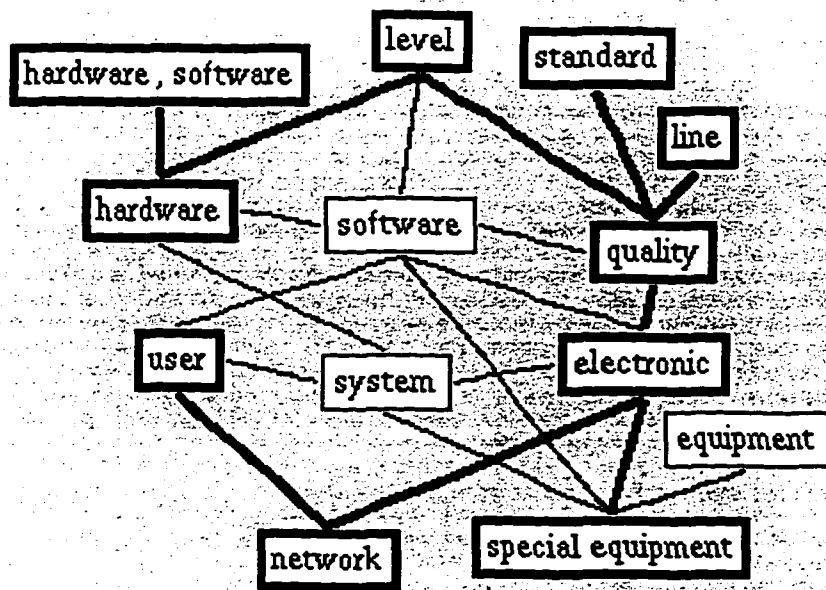 level
hardware , software
standard
line
hardware
software
quality
user
system
electronic
equipment
network
special equipment